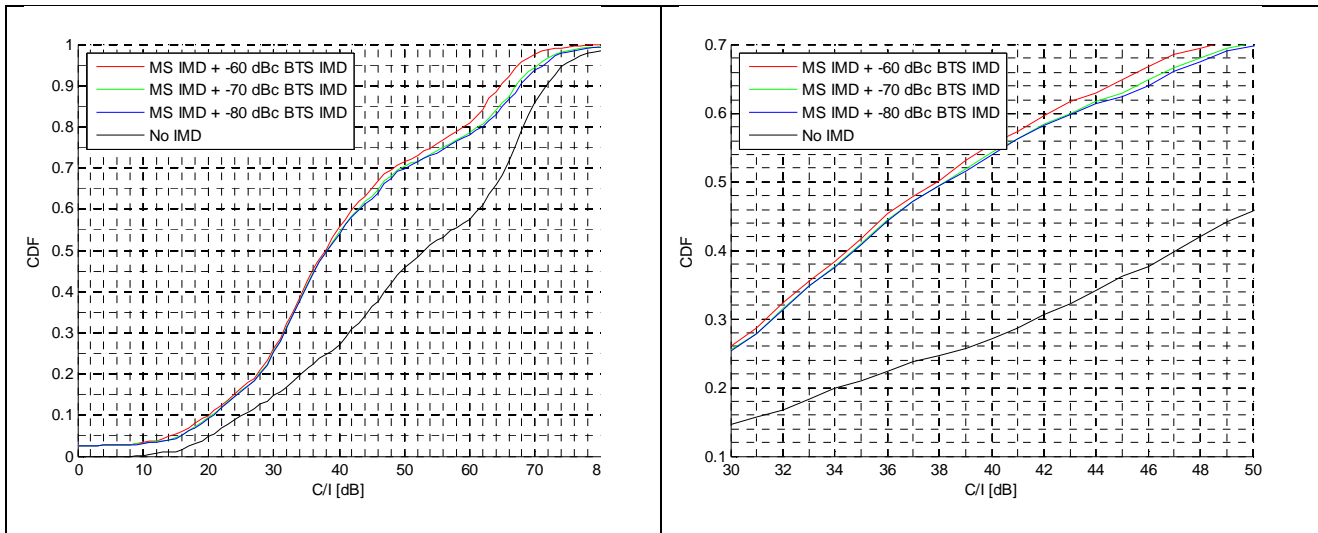 1
0.9
0.8
0.7
0.6
0.5
0.4
0.3
0.2
0.1
0
CDF
MS IMD + -60 dBc BTS IMD
MS IMD + -70 dBc BTS IMD
MS IMD + -80 dBc BTS IMD
No IMD
0 10 20 30 40 50 60 70 8
C/I [dB]
0.7
0.6
0.5
0.4
0.3
0.2
0.1
CDF
MS IMD + -60 dBc BTS IMD
MS IMD + -70 dBc BTS IMD
MS IMD + -80 dBc BTS IMD
No IMD
30 32 34 36 38 40 42 44 46 48 50
C/I [dB]